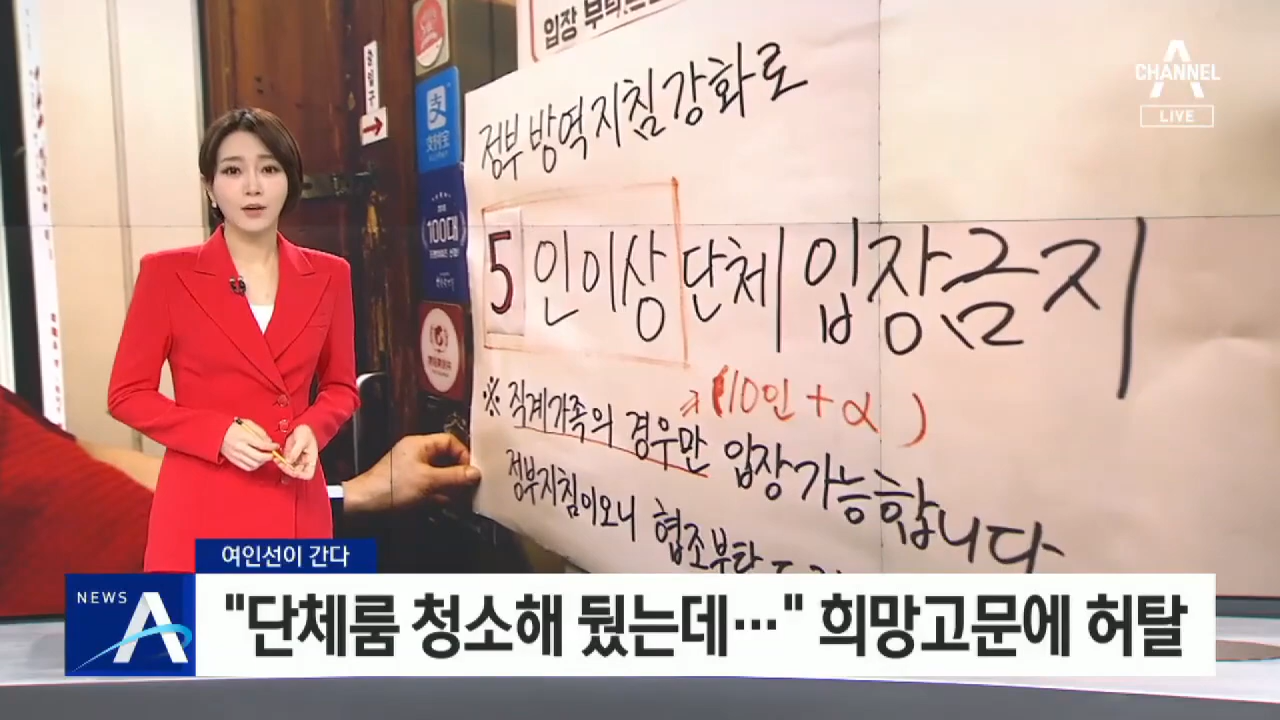 입장
CHANNEL
LIVE
출입구
정부 방역지침강화로
100대
5인이상 단체 입장금지
(10인 + α)
※ 직계가족의 경우만 입장가능합니다
정부지침이오니 협조부탁
여인선이 간다
NEWS
"단체룸 청소해 뒀는데…" 희망고문에 허탈